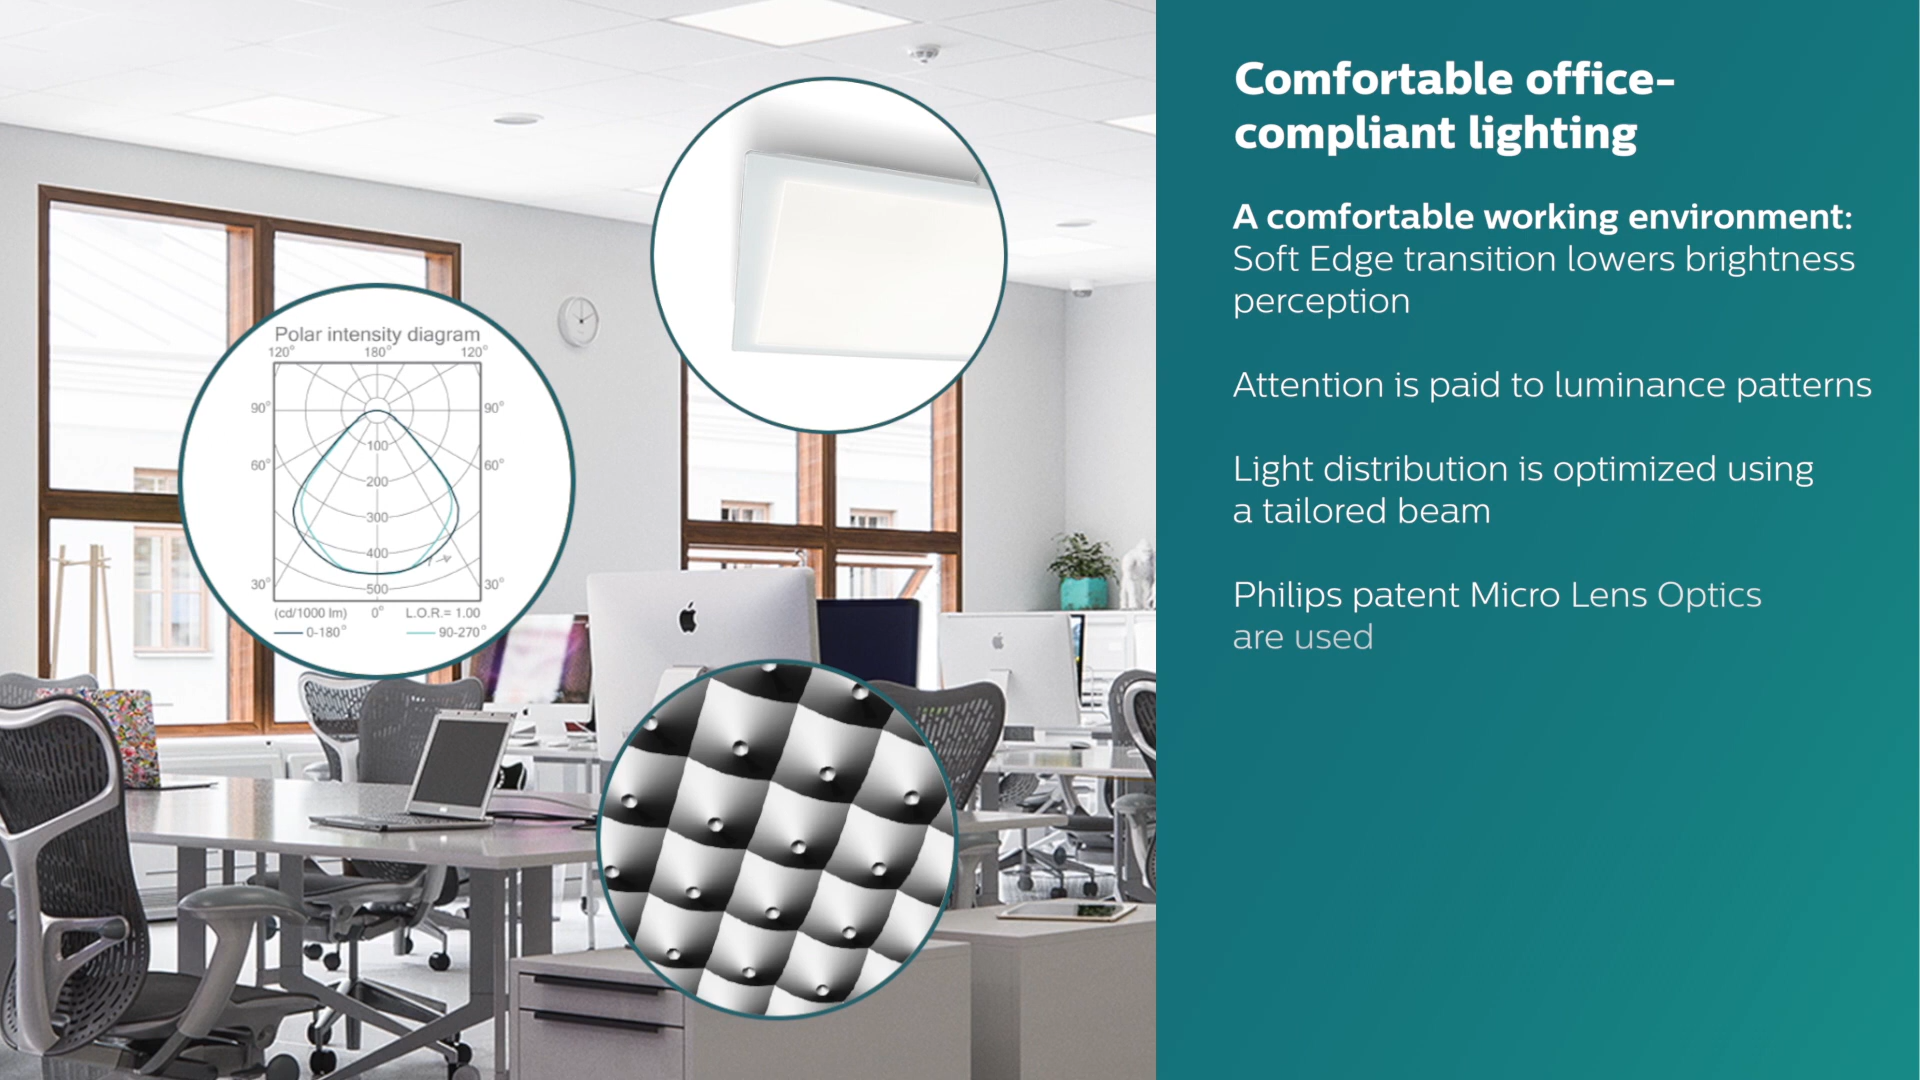 Comfortable office-
compliant lighting
A comfortable working environment:
Soft Edge transition lowers brightness
perception
Attention is paid to luminance patterns
Light distribution is optimized using
a tailored beam
Philips patent Micro Lens Optics
are used
Polar intensity diagram
120° 180° 120°
90° 90°
100
60° 60°
200
300
400
30° 30°
500
(cd/1000 lm) 0° L.O.R.= 1.00
0-180° 90-270°